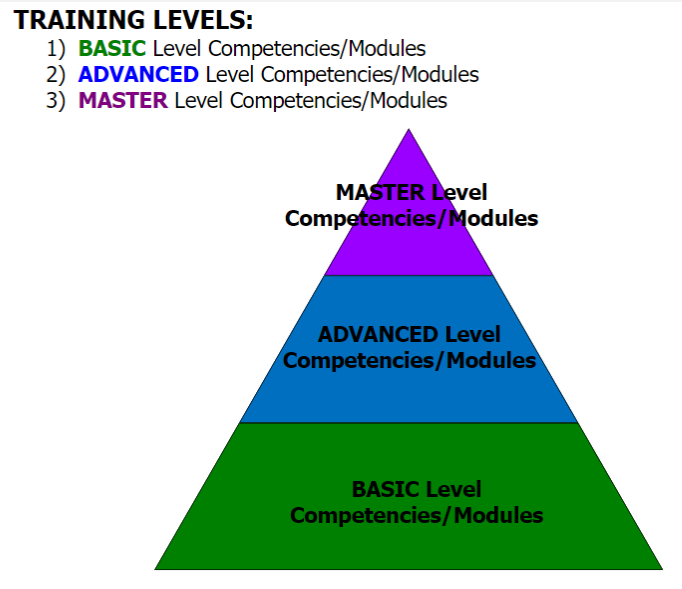 TRAINING LEVELS:
1) BASIC Level Competencies/Modules
2) ADVANCED Level Competencies/Modules
3) MASTER Level Competencies/Modules
MASTER Level
Competencies/Modules
ADVANCED Level
Competencies/Modules
BASIC Level
Competencies/Modules